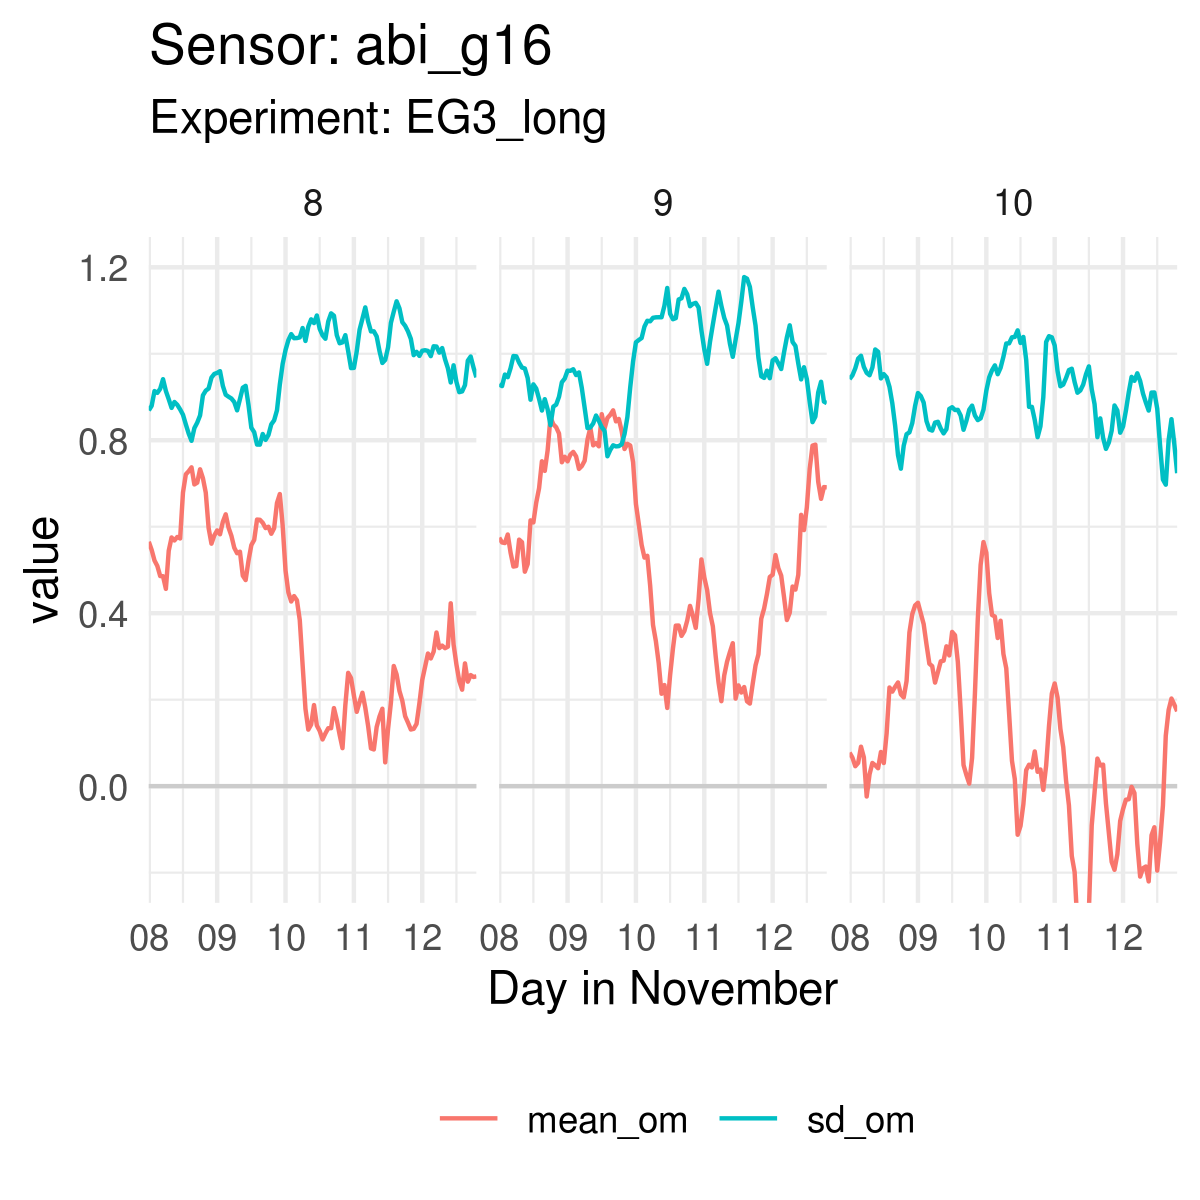 Sensor: abi_g16
Experiment: EG3_long
8 9 10
1.2
0.8
0.4
0.0
value
08 09 10 11 12 08 09 10 11 12 08 09 10 11 12
Day in November
mean_om sd_om